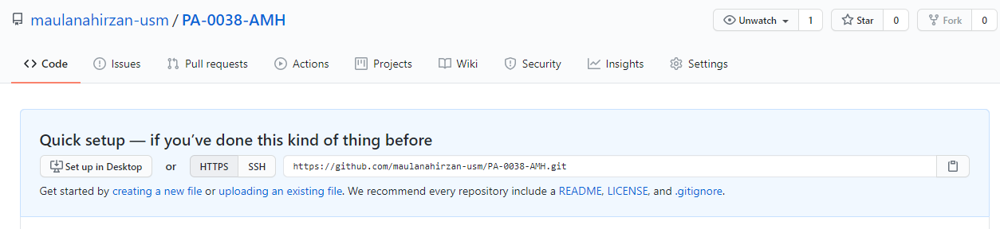 maulanahirzan-usm / PA-0038-AMH Unwatch 1 Star 0 Fork 0
Code Issues Pull requests Actions Projects Wiki Security Insights Settings
Quick setup — if you've done this kind of thing before
Set up in Desktop or HTTPS SSH https://github.com/maulanahirzan-usm/PA-0038-AMH.git
Get started by creating a new file or uploading an existing file. We recommend every repository include a README, LICENSE, and .gitignore.